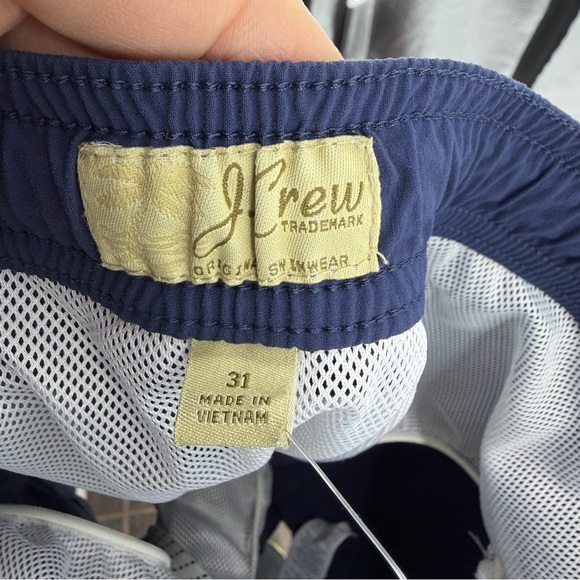 J.Crew
TRADEMARK
ORIGINAL SWIMWEAR
31
MADE IN
VIETNAM